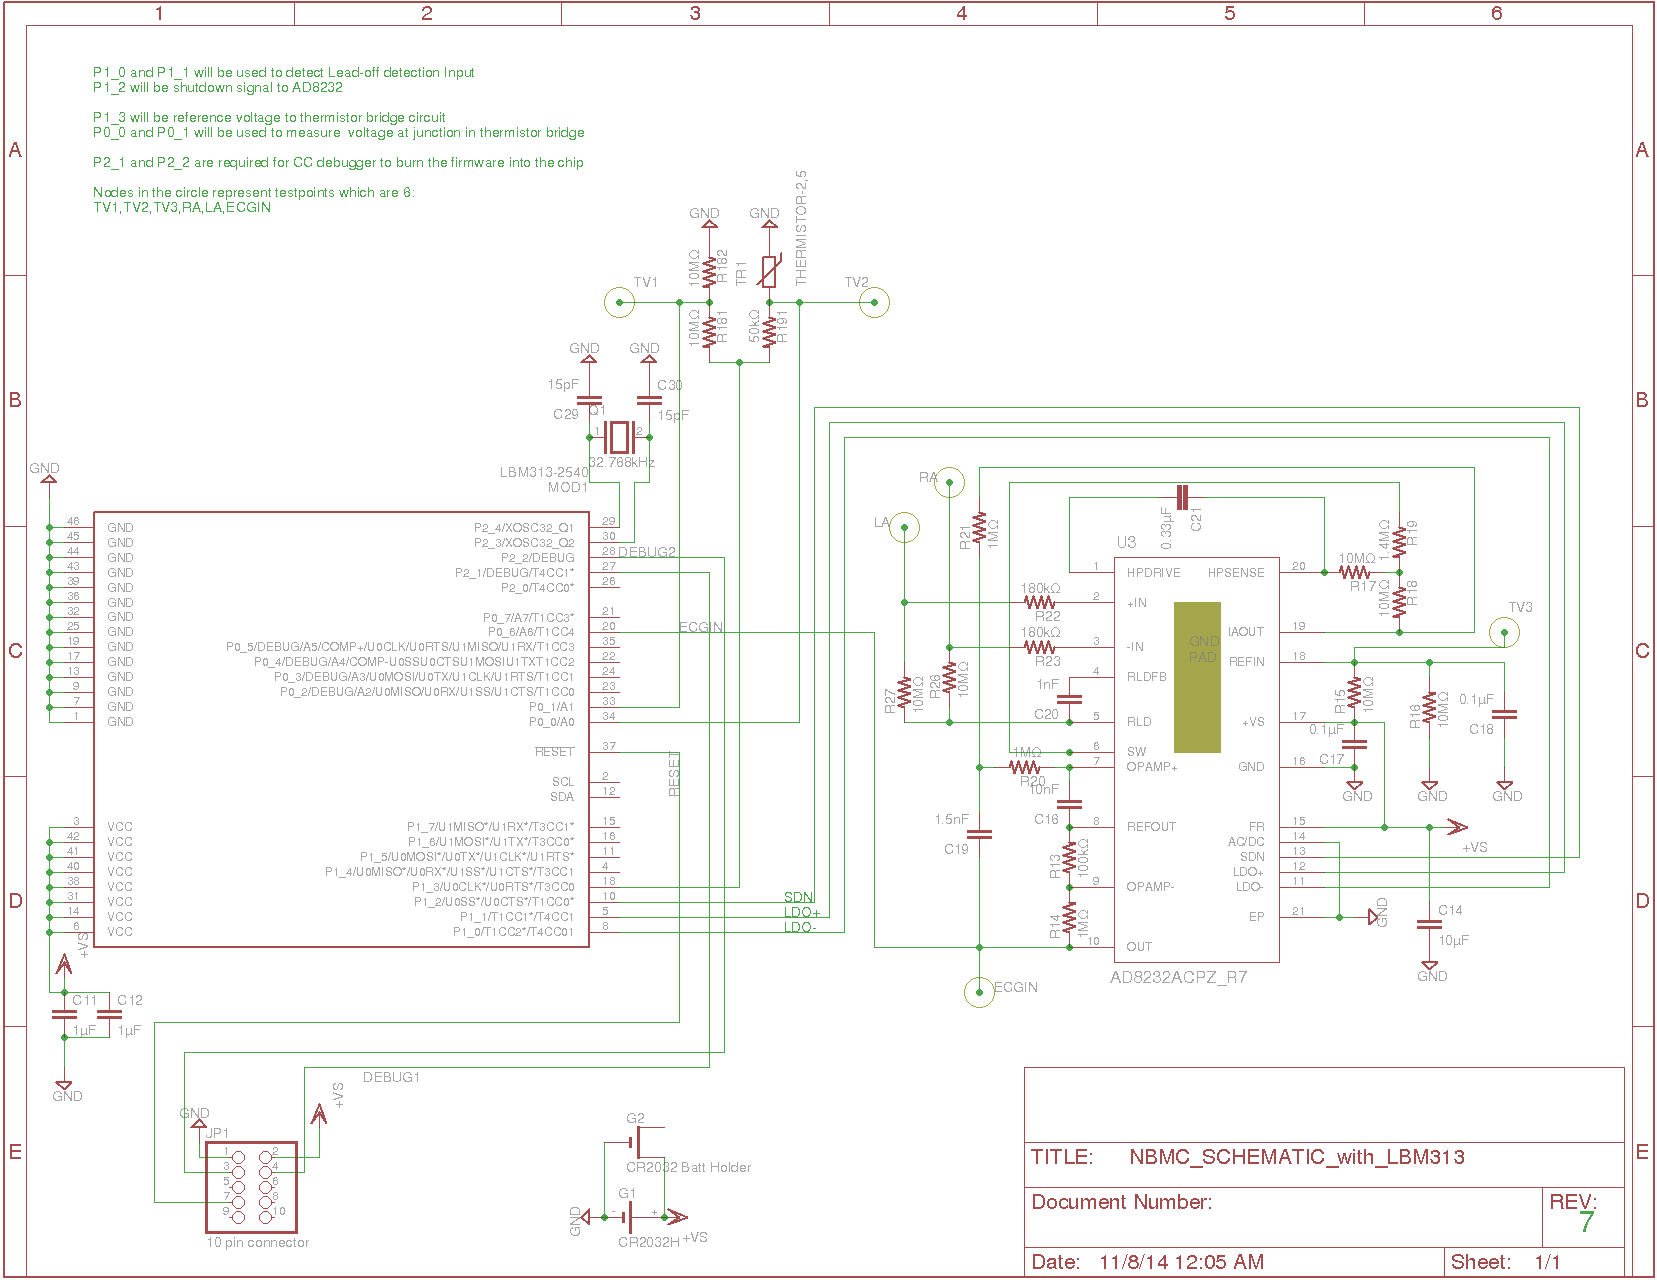 1 2 3 4 5 6
P1_0 and P1_1 will be used to detect Lead-off detection Input
P1_2 will be shutdown signal to AD8232
P1_3 will be reference voltage to thermistor bridge circuit
P0_0 and P0_1 will be used to measure voltage at junction in thermistor bridge
P2_1 and P2_2 are required for CC debugger to burn the firmware into the chip
Nodes in the circle represent testpoints which are 6:
TV1,TV2,TV3,RA,LA,ECGIN
A A
B B
C C
D D
E E
GND GND
10MΩ R182 TR1 THERMISTOR-2,5
TV1 TV2
10MΩ R181 50kΩ R191
GND GND
15pF C30
C29 Q1 15pF
1 2
32.768kHz
LBM313-2540
MOD1
GND
46 GND P2_4/XOSC32_Q1 29
45 GND P2_3/XOSC32_Q2 30
44 GND P2_2/DEBUG 28 DEBUG2
43 GND P2_1/DEBUG/T4CC1* 27
39 GND P2_0/T4CC0* 26
36 GND
32 GND P0_7/A7/T1CC3* 21
25 GND P0_6/A6/T1CC4 20 ECGIN
19 GND P0_5/DEBUG/A5/COMP+/U0CLK/U0RTS/U1MISO/U1RX/T1CC3 35
17 GND P0_4/DEBUG/A4/COMP-U0SSU0CTSU1MOSIU1TXT1CC2 22
13 GND P0_3/DEBUG/A3/U0MOSI/U0TX/U1CLK/U1RTS/T1CC1 24
9 GND P0_2/DEBUG/A2/U0MISO/U0RX/U1SS/U1CTS/T1CC0 23
7 GND P0_1/A1 33
1 GND P0_0/A0 34
RESET 37
RESET
SCL 2
SDA 12
3 VCC P1_7/U1MISO*/U1RX*/T3CC1* 15
42 VCC P1_6/U1MOSI*/U1TX*/T3CC0* 16
41 VCC P1_5/U0MOSI*/U0TX*/U1CLK*/U1RTS* 11
40 VCC P1_4/U0MISO*/U0RX*/U1SS*/U1CTS*/T3CC1 4
38 VCC P1_3/U0CLK*/U0RTS*/T3CC0 18
31 VCC P1_2/U0SS*/U0CTS*/T1CC0* 10 SDN
14 VCC P1_1/T1CC1*/T4CC1 5 LDO+
6 VCC P1_0/T1CC2*/T4CC01 8 LDO-
+VS
C11 C12
1µF 1µF
GND
RA
LA
R21 1MΩ
0.33µF C21
1.4MΩ R19
U3
1 HPDRIVE HPSENSE 20
10MΩ
R17
10MΩ R18
180kΩ
R22
2 +IN
180kΩ
R23
3 -IN IAOUT 19
TV3
GND
PAD
4 RLDFB REFIN 18
R27 10MΩ R26 10MΩ
1nF
C20
R15 10MΩ R16 10MΩ
0.1µF
C18
5 RLD +VS 17
0.1µF
C17
6 SW
1MΩ
R20
7 OPAMP+ GND 16
GND GND GND
10nF
C16
1.5nF
C19
8 REFOUT FR 15
+VS
AC/DC 14
SDN 13
LDO+ 12
R13 100kΩ
9 OPAMP- LDO- 11
R14 1MΩ
EP 21
GND
C14
10µF
GND
10 OUT
ECGIN
AD8232ACPZ_R7
DEBUG1
+VS
GND
JP1
1 2
3 4
5 6
7 8
9 10
10 pin connector
G2
CR2032 Batt Holder
G1
GND - +
CR2032H +VS
TITLE: NBMC_SCHEMATIC_with_LBM313
Document Number: REV:
7
Date: 11/8/14 12:05 AM Sheet: 1/1